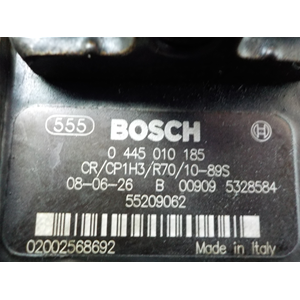 555 BOSCH
0 445 010 185
CR/CP1H3/R70/10-89S
08-06-26 B 00909 5328584
55209062
02002568692 Made in Italy